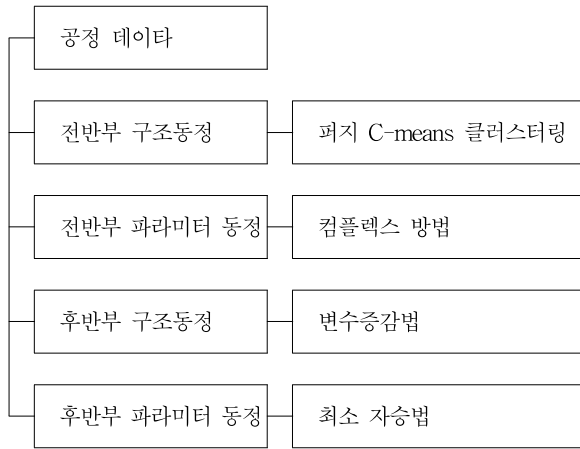 공정 데이타
전반부 구조동정
퍼지 C-means 클러스터링
전반부 파라미터 동정
컴플렉스 방법
후반부 구조동정
변수증감법
후반부 파라미터 동정
최소 자승법